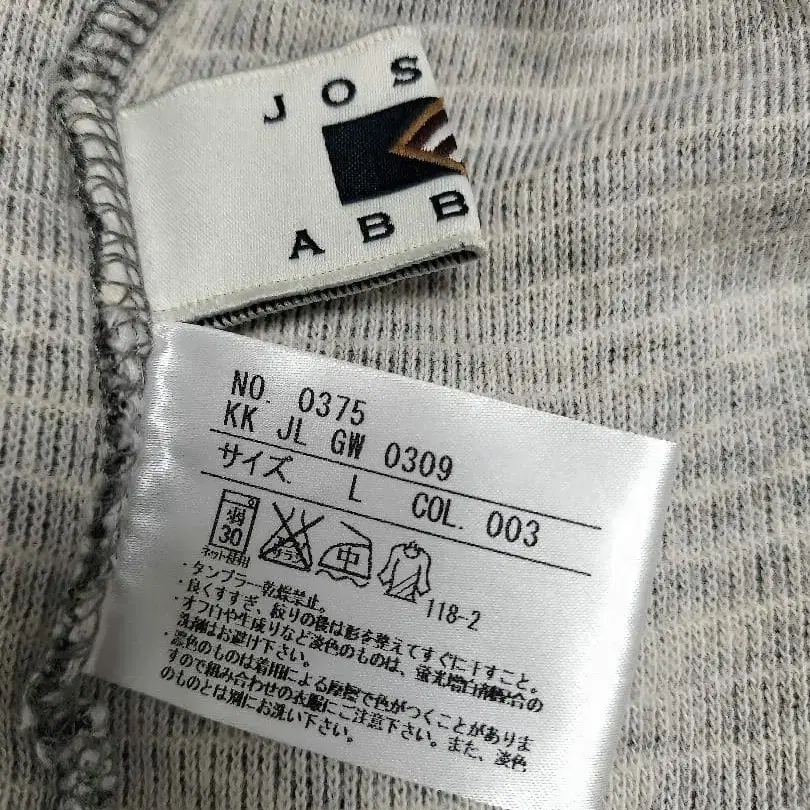 JOS
ABB
NO. 0375
KK JL GW 0309
サイズ L COL. 003
弱
30
ネット使用
エンソサラシ
中
118-2
・タンブラー乾燥禁止。
・良くすすぎ、絞りの後は形を整えてすぐに干すこと。
・オフ白や生成りなど淡色のものは、蛍光増白剤配合の
洗剤はお避け下さい。
・濃色のものは着用による摩擦で色がつくことがありま
すので組み合わせの衣服にご注意下さい。また、淡色
のものとは別にお洗い下さい。